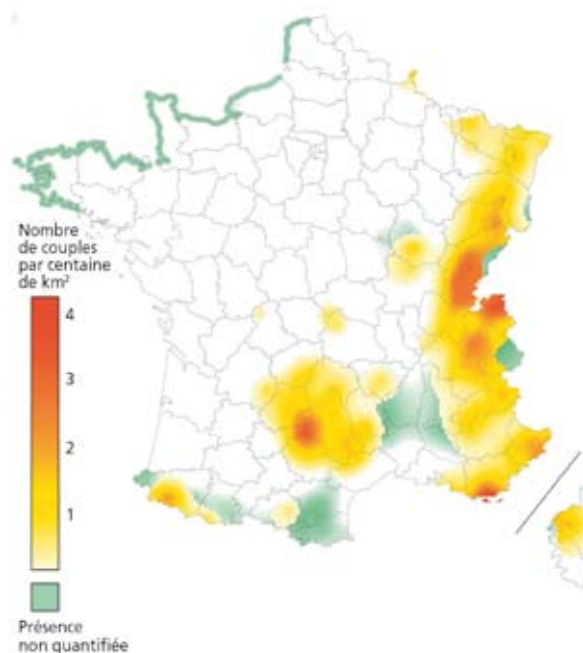 Nombre
de couples
par centaine
de km²
4
3
2
1
Présence
non quantifiée